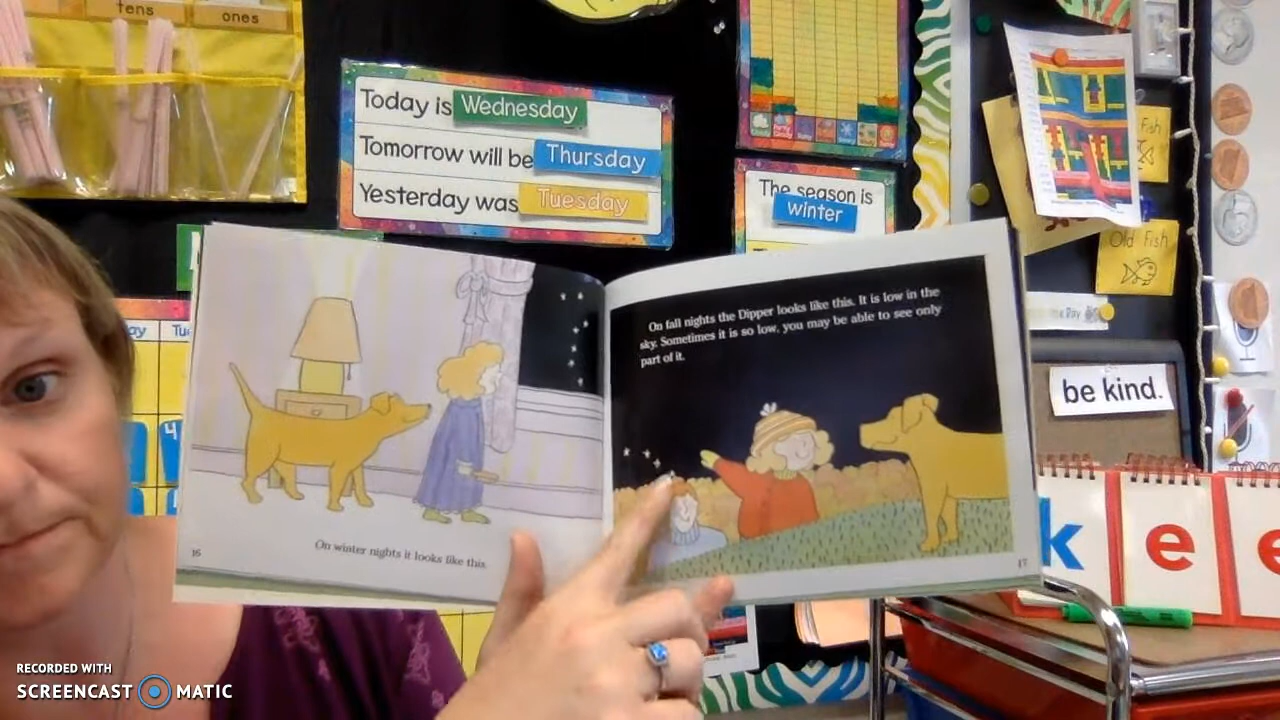 tens
ones
Today is Wednesday
Tomorrow will be Thursday
Yesterday was Tuesday
The season is
winter
Fish
Old Fish
be kind.
k e e
On fall nights the Dipper looks like this. It is low in the
sky. Sometimes it is so low, you may be able to see only
part of it.
On winter nights it looks like this
16
17
4
RECORDED WITH
SCREENCAST MATIC